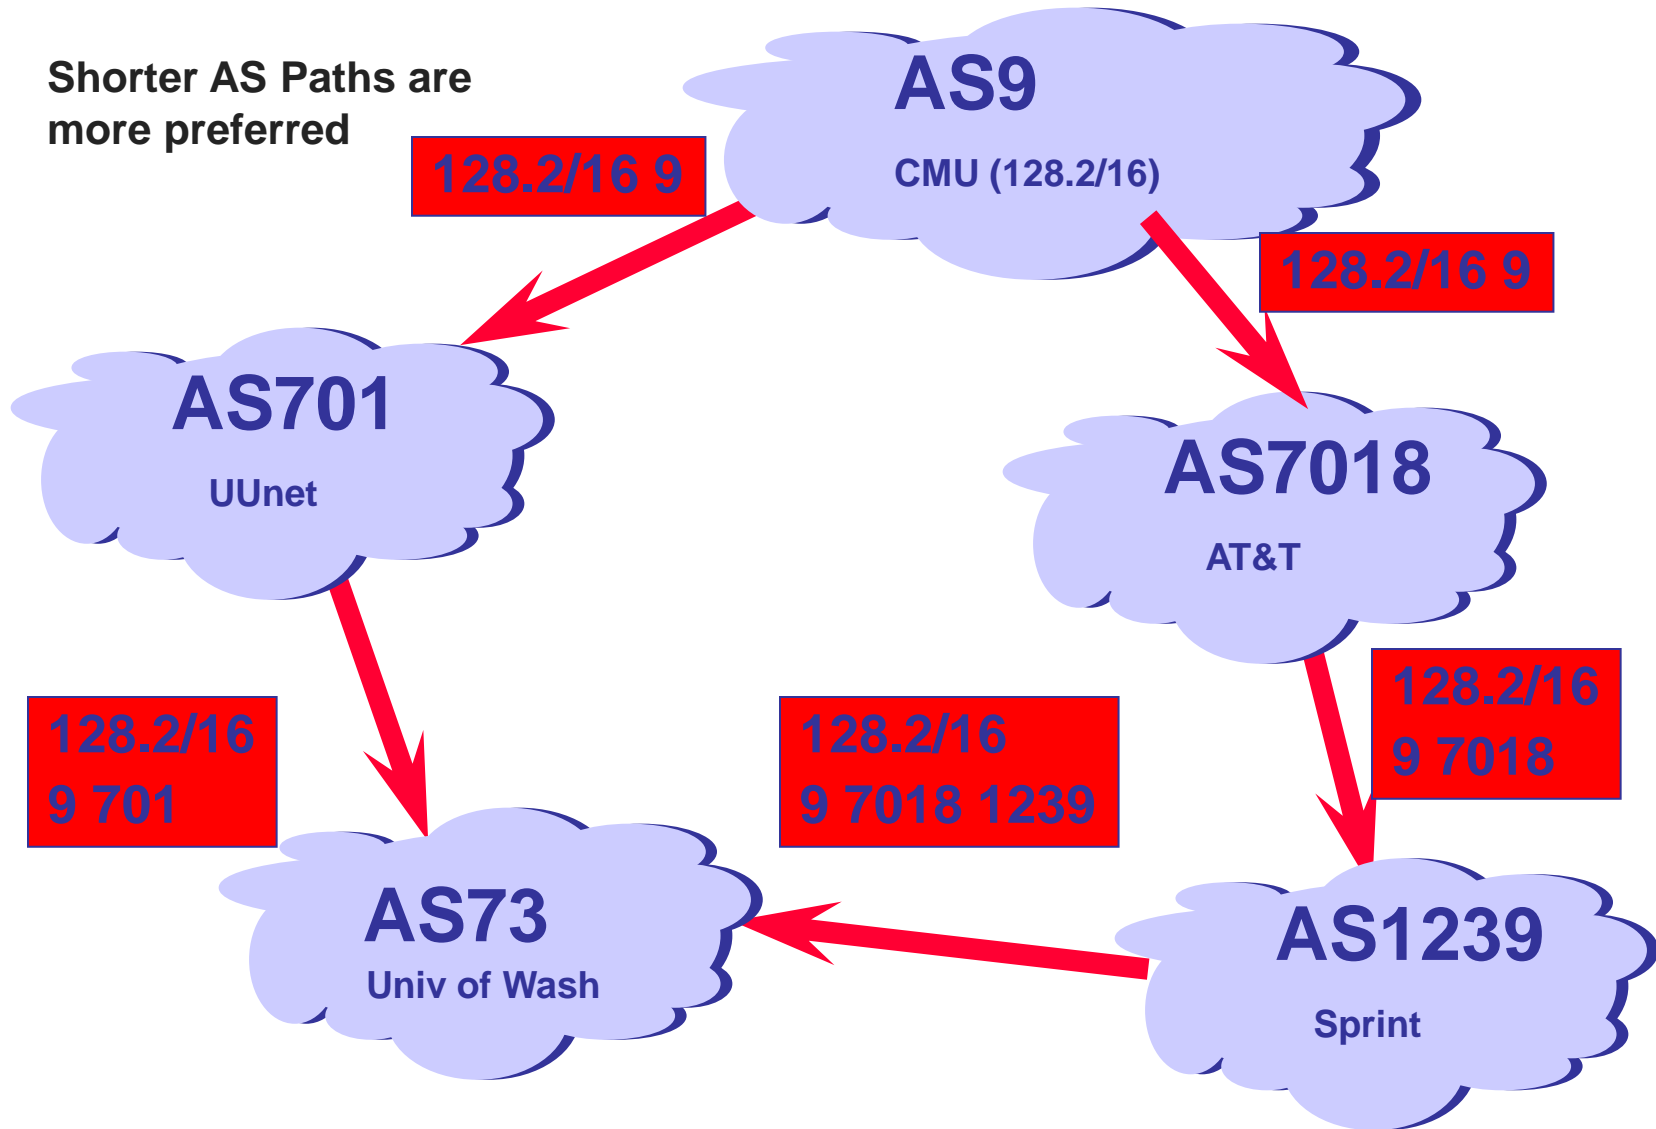 Shorter AS Paths are
more preferred
AS9
CMU (128.2/16)
128.2/16 9
128.2/16 9
AS701
UUnet
AS7018
AT&T
128.2/16
9 701
128.2/16
9 7018 1239
128.2/16
9 7018
AS73
Univ of Wash
AS1239
Sprint